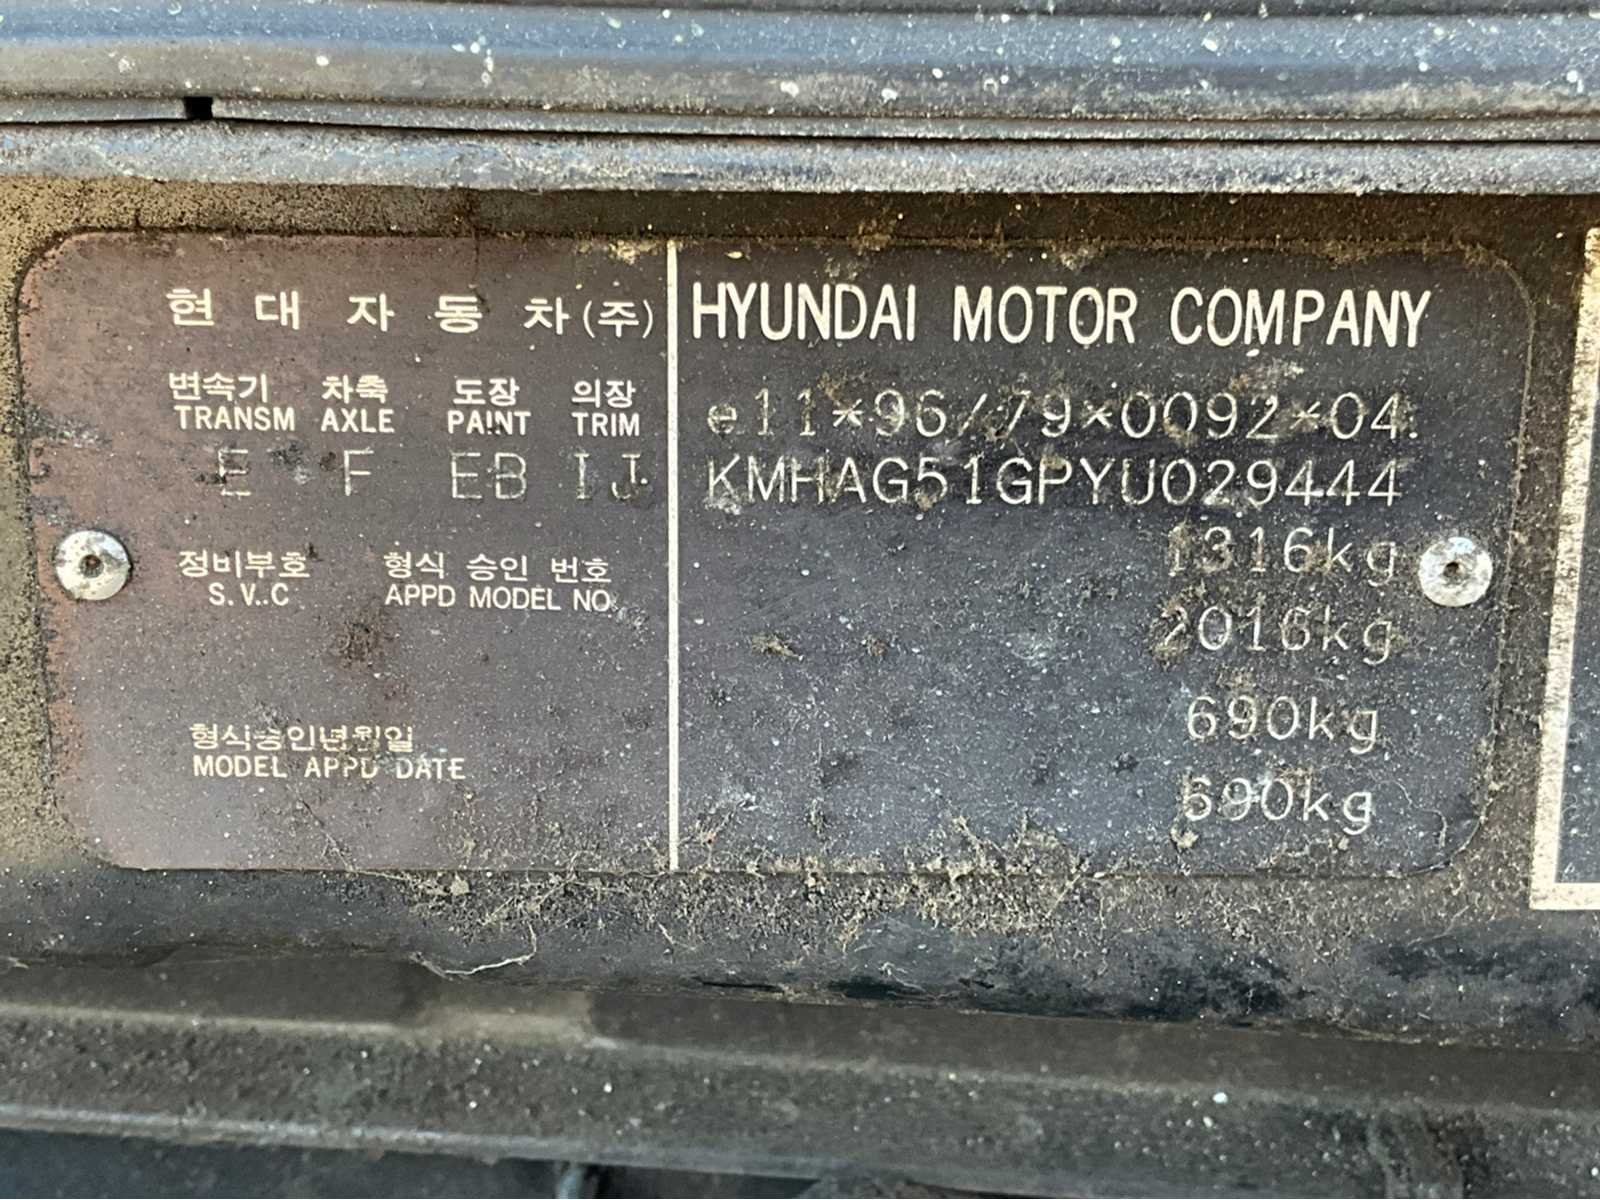 현대자동차(주)
HYUNDAI MOTOR COMPANY
변속기 차축 도장 의장
TRANSM AXLE PAINT TRIM
E F EB IJ
e11*96/79*0092*04
KMHAG51GPYU029444
1316kg
2016kg
690kg
690kg
정비부호 형식 승인 번호
S.V.C APPD MODEL NO
형식승인년월일
MODEL APPD DATE